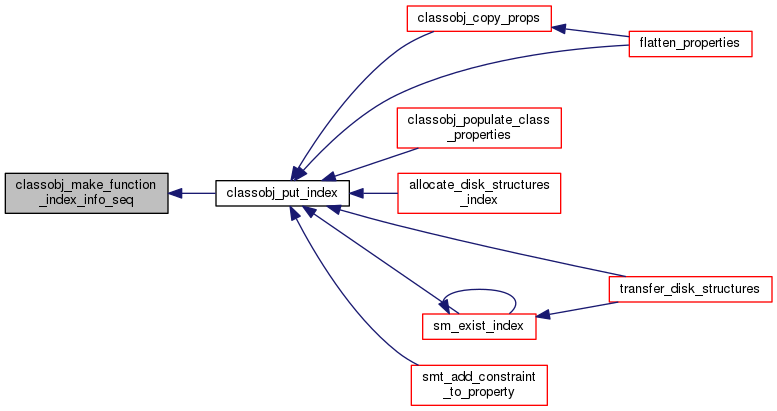 classobj_copy_props
flatten_properties
classobj_populate_class
_properties
classobj_make_function
_index_info_seq
classobj_put_index
allocate_disk_structures
_index
transfer_disk_structures
sm_exist_index
smt_add_constraint
_to_property